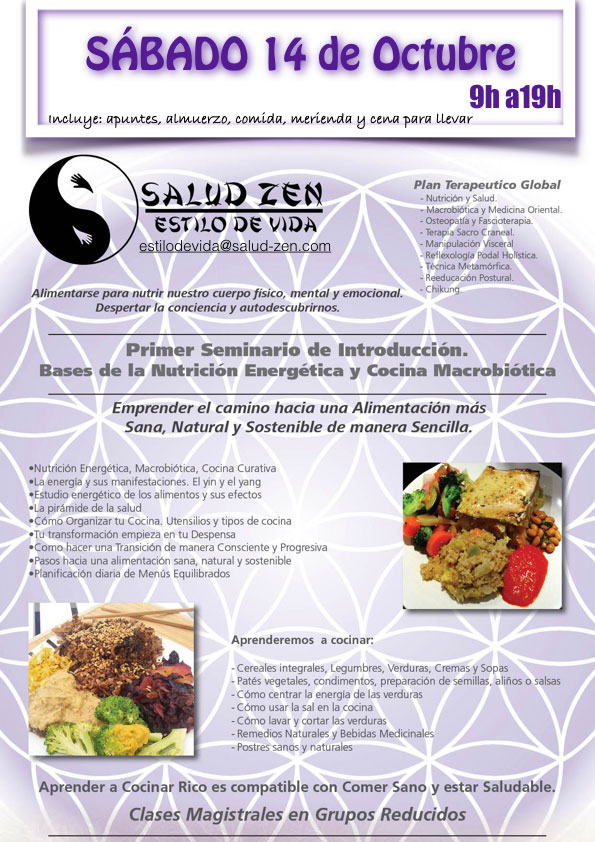 SÁBADO 14 de Octubre
9h a19h
Incluye: apuntes, almuerzo, comida, merienda y cena para llevar
SALUD ZEN
ESTILO DE VIDA
estilodevida@salud-zen.com
Plan Terapeutico Global
- Nutrición y Salud.
- Macrobiótica y Medicina Oriental.
- Osteopatía y Fascioterapia.
- Terapia Sacro Craneal.
- Manipulación Visceral
- Reflexología Podal Holística.
- Técnica Metamórfica.
- Reeducación Postural.
- Chikung
Alimentarse para nutrir nuestro cuerpo físico, mental y emocional.
Despertar la conciencia y autodescubrirnos.
Primer Seminario de Introducción.
Bases de la Nutrición Energética y Cocina Macrobiótica
Emprender el camino hacia una Alimentación más
Sana, Natural y Sostenible de manera Sencilla.
•Nutrición Energética, Macrobiótica, Cocina Curativa
•La energía y sus manifestaciones. El yin y el yang
•Estudio energético de los alimentos y sus efectos
•La pirámide de la salud
•Cómo Organizar tu Cocina. Utensilios y tipos de cocina
•Tu transformación empieza en tu Despensa
•Como hacer una Transición de manera Consciente y Progresiva
•Pasos hacia una alimentación sana, natural y sostenible
•Planificación diaria de Menús Equilibrados
Aprenderemos a cocinar:
- Cereales integrales, Legumbres, Verduras, Cremas y Sopas
- Patés vegetales, condimentos, preparación de semillas, aliños o salsas
- Cómo centrar la energía de las verduras
- Cómo usar la sal en la cocina
- Cómo lavar y cortar las verduras
- Remedios Naturales y Bebidas Medicinales
- Postres sanos y naturales
Aprender a Cocinar Rico es compatible con Comer Sano y estar Saludable.
Clases Magistrales en Grupos Reducidos